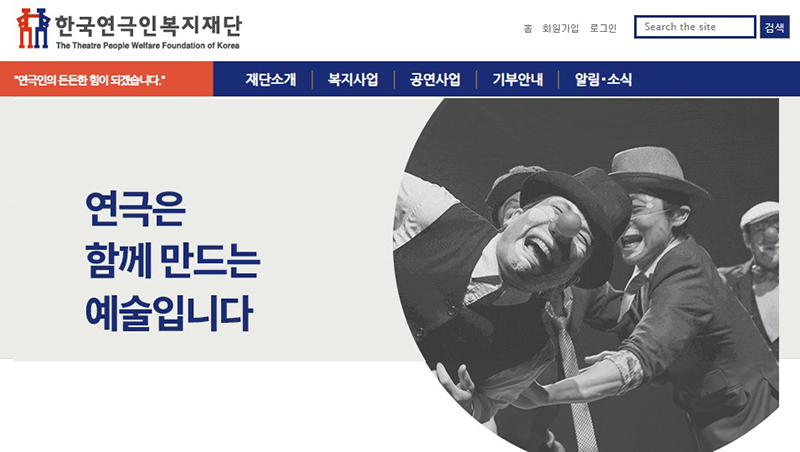 한국연극인복지재단
The Theatre People Welfare Foundation of Korea
홈 회원가입 로그인
Search the site
검색
"연극인의 든든한 힘이 되겠습니다."
재단소개 | 복지사업 | 공연사업 | 기부안내 | 알림·소식
연극은
함께 만드는
예술입니다